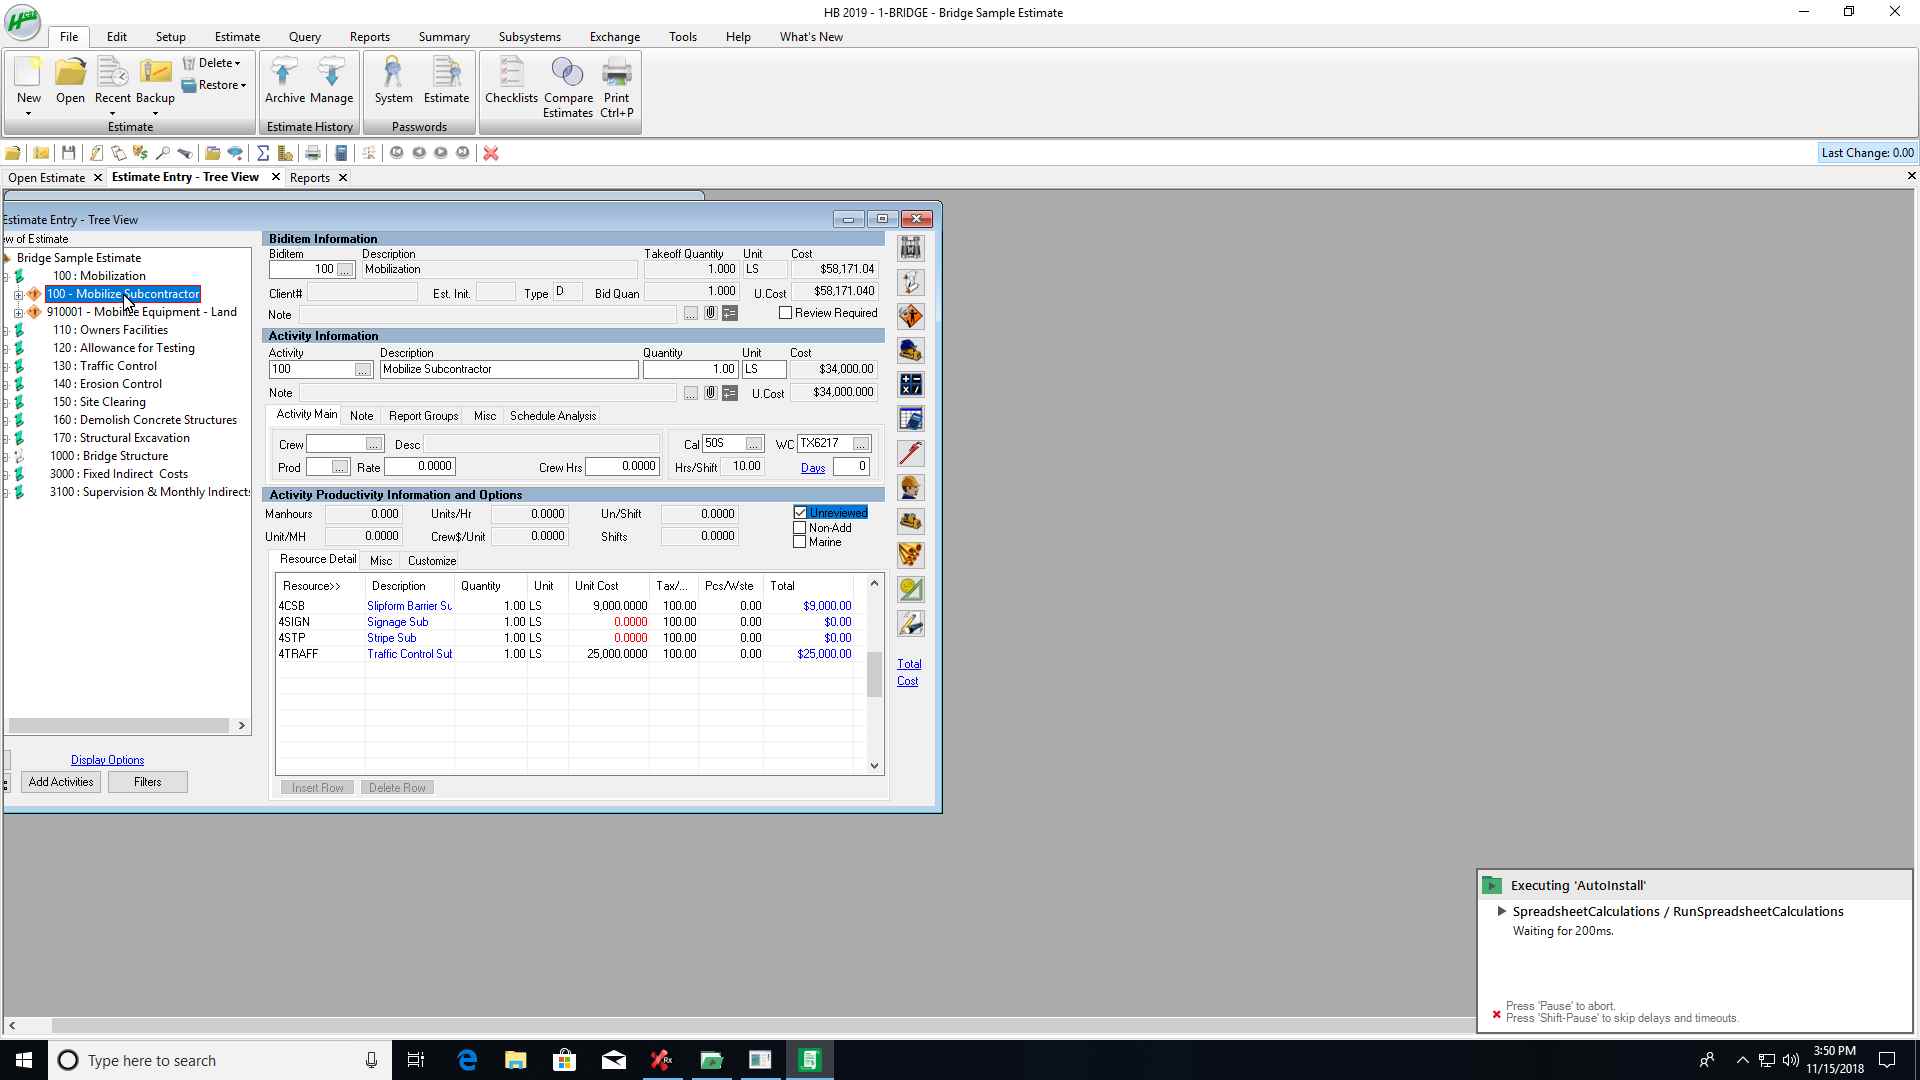 HB 2019 - 1-BRIDGE - Bridge Sample Estimate
File Edit Setup Estimate Query Reports Summary Subsystems Exchange Tools Help What's New
New Open Recent Backup Delete Restore
Estimate
Archive Manage
Estimate History
System Estimate
Passwords
Checklists Compare Estimates Print Ctrl+P
Last Change: 0.00
Open Estimate Estimate Entry - Tree View Reports
Estimate Entry - Tree View
ew of Estimate
Bridge Sample Estimate
100 : Mobilization
100 - Mobilize Subcontractor
910001 - Mobilize Equipment - Land
110 : Owners Facilities
120 : Allowance for Testing
130 : Traffic Control
140 : Erosion Control
150 : Site Clearing
160 : Demolish Concrete Structures
170 : Structural Excavation
1000 : Bridge Structure
3000 : Fixed Indirect Costs
3100 : Supervision & Monthly Indirects
Display Options
Add Activities Filters
Biditem Information
Biditem Description Takeoff Quantity Unit Cost
100 ... Mobilization 1.000 LS $58,171.04
Client# Est. Init. Type D Bid Quan 1.000 U.Cost $58,171.040
Note ... Review Required
Activity Information
Activity Description Quantity Unit Cost
100 ... Mobilize Subcontractor 1.00 LS $34,000.00
Note ... U.Cost $34,000.000
Activity Main Note Report Groups Misc Schedule Analysis
Crew ... Desc Cal 50S ... WC TX6217 ...
Prod ... Rate 0.0000 Crew Hrs 0.0000 Hrs/Shift 10.00 Days 0
Activity Productivity Information and Options
Manhours 0.000 Units/Hr 0.0000 Un/Shift 0.0000 Unreviewed
Non-Add
Unit/MH 0.0000 Crew$/Unit 0.0000 Shifts 0.0000 Marine
Resource Detail Misc Customize
Resource>> Description Quantity Unit Unit Cost Tax/... Pcs/Wste Total
4CSB Slipform Barrier Su 1.00 LS 9,000.0000 100.00 0.00 $9,000.00
4SIGN Signage Sub 1.00 LS 0.0000 100.00 0.00 $0.00
4STP Stripe Sub 1.00 LS 0.0000 100.00 0.00 $0.00
4TRAFF Traffic Control Sub 1.00 LS 25,000.0000 100.00 0.00 $25,000.00
Insert Row Delete Row
Total
Cost
Executing 'AutoInstall'
SpreadsheetCalculations / RunSpreadsheetCalculations
Waiting for 200ms.
Press 'Pause' to abort.
Press 'Shift-Pause' to skip delays and timeouts.
Type here to search
3:50 PM
11/15/2018